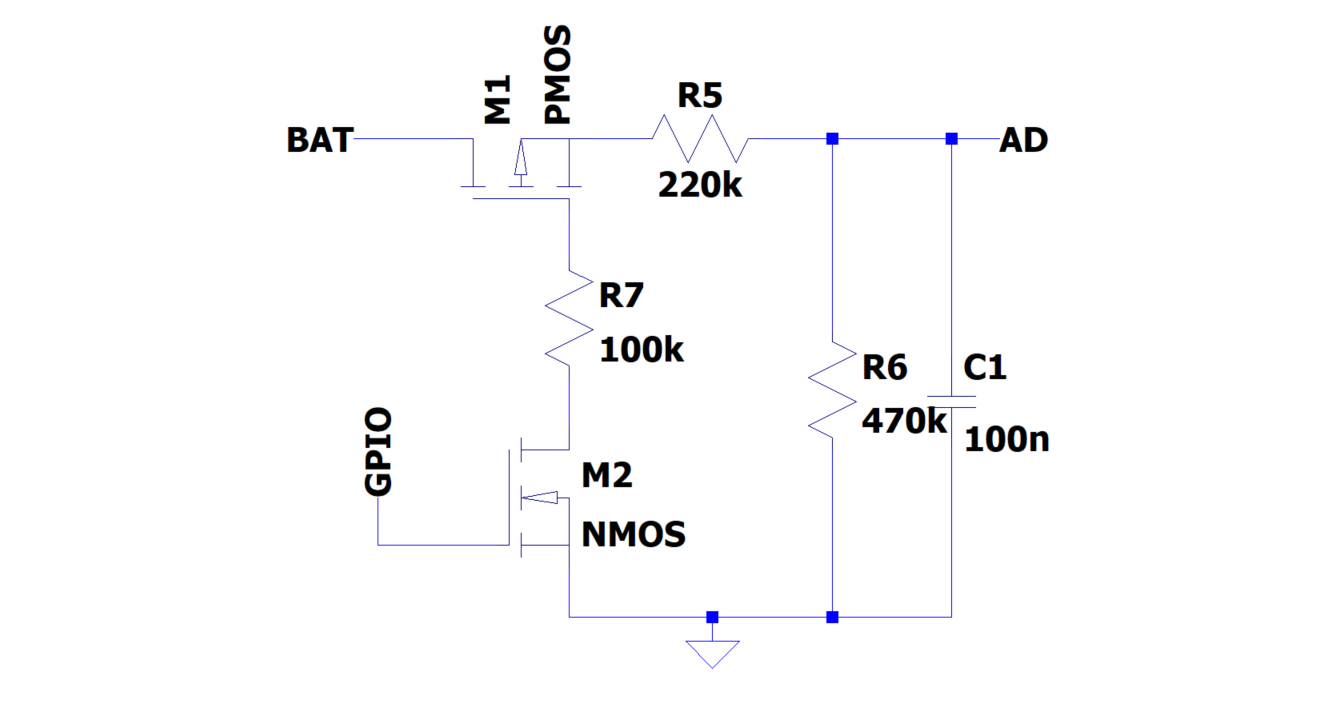 M1
PMOS
BAT
R5
220k
AD
R7
100k
R6
470k
C1
100n
GPIO
M2
NMOS